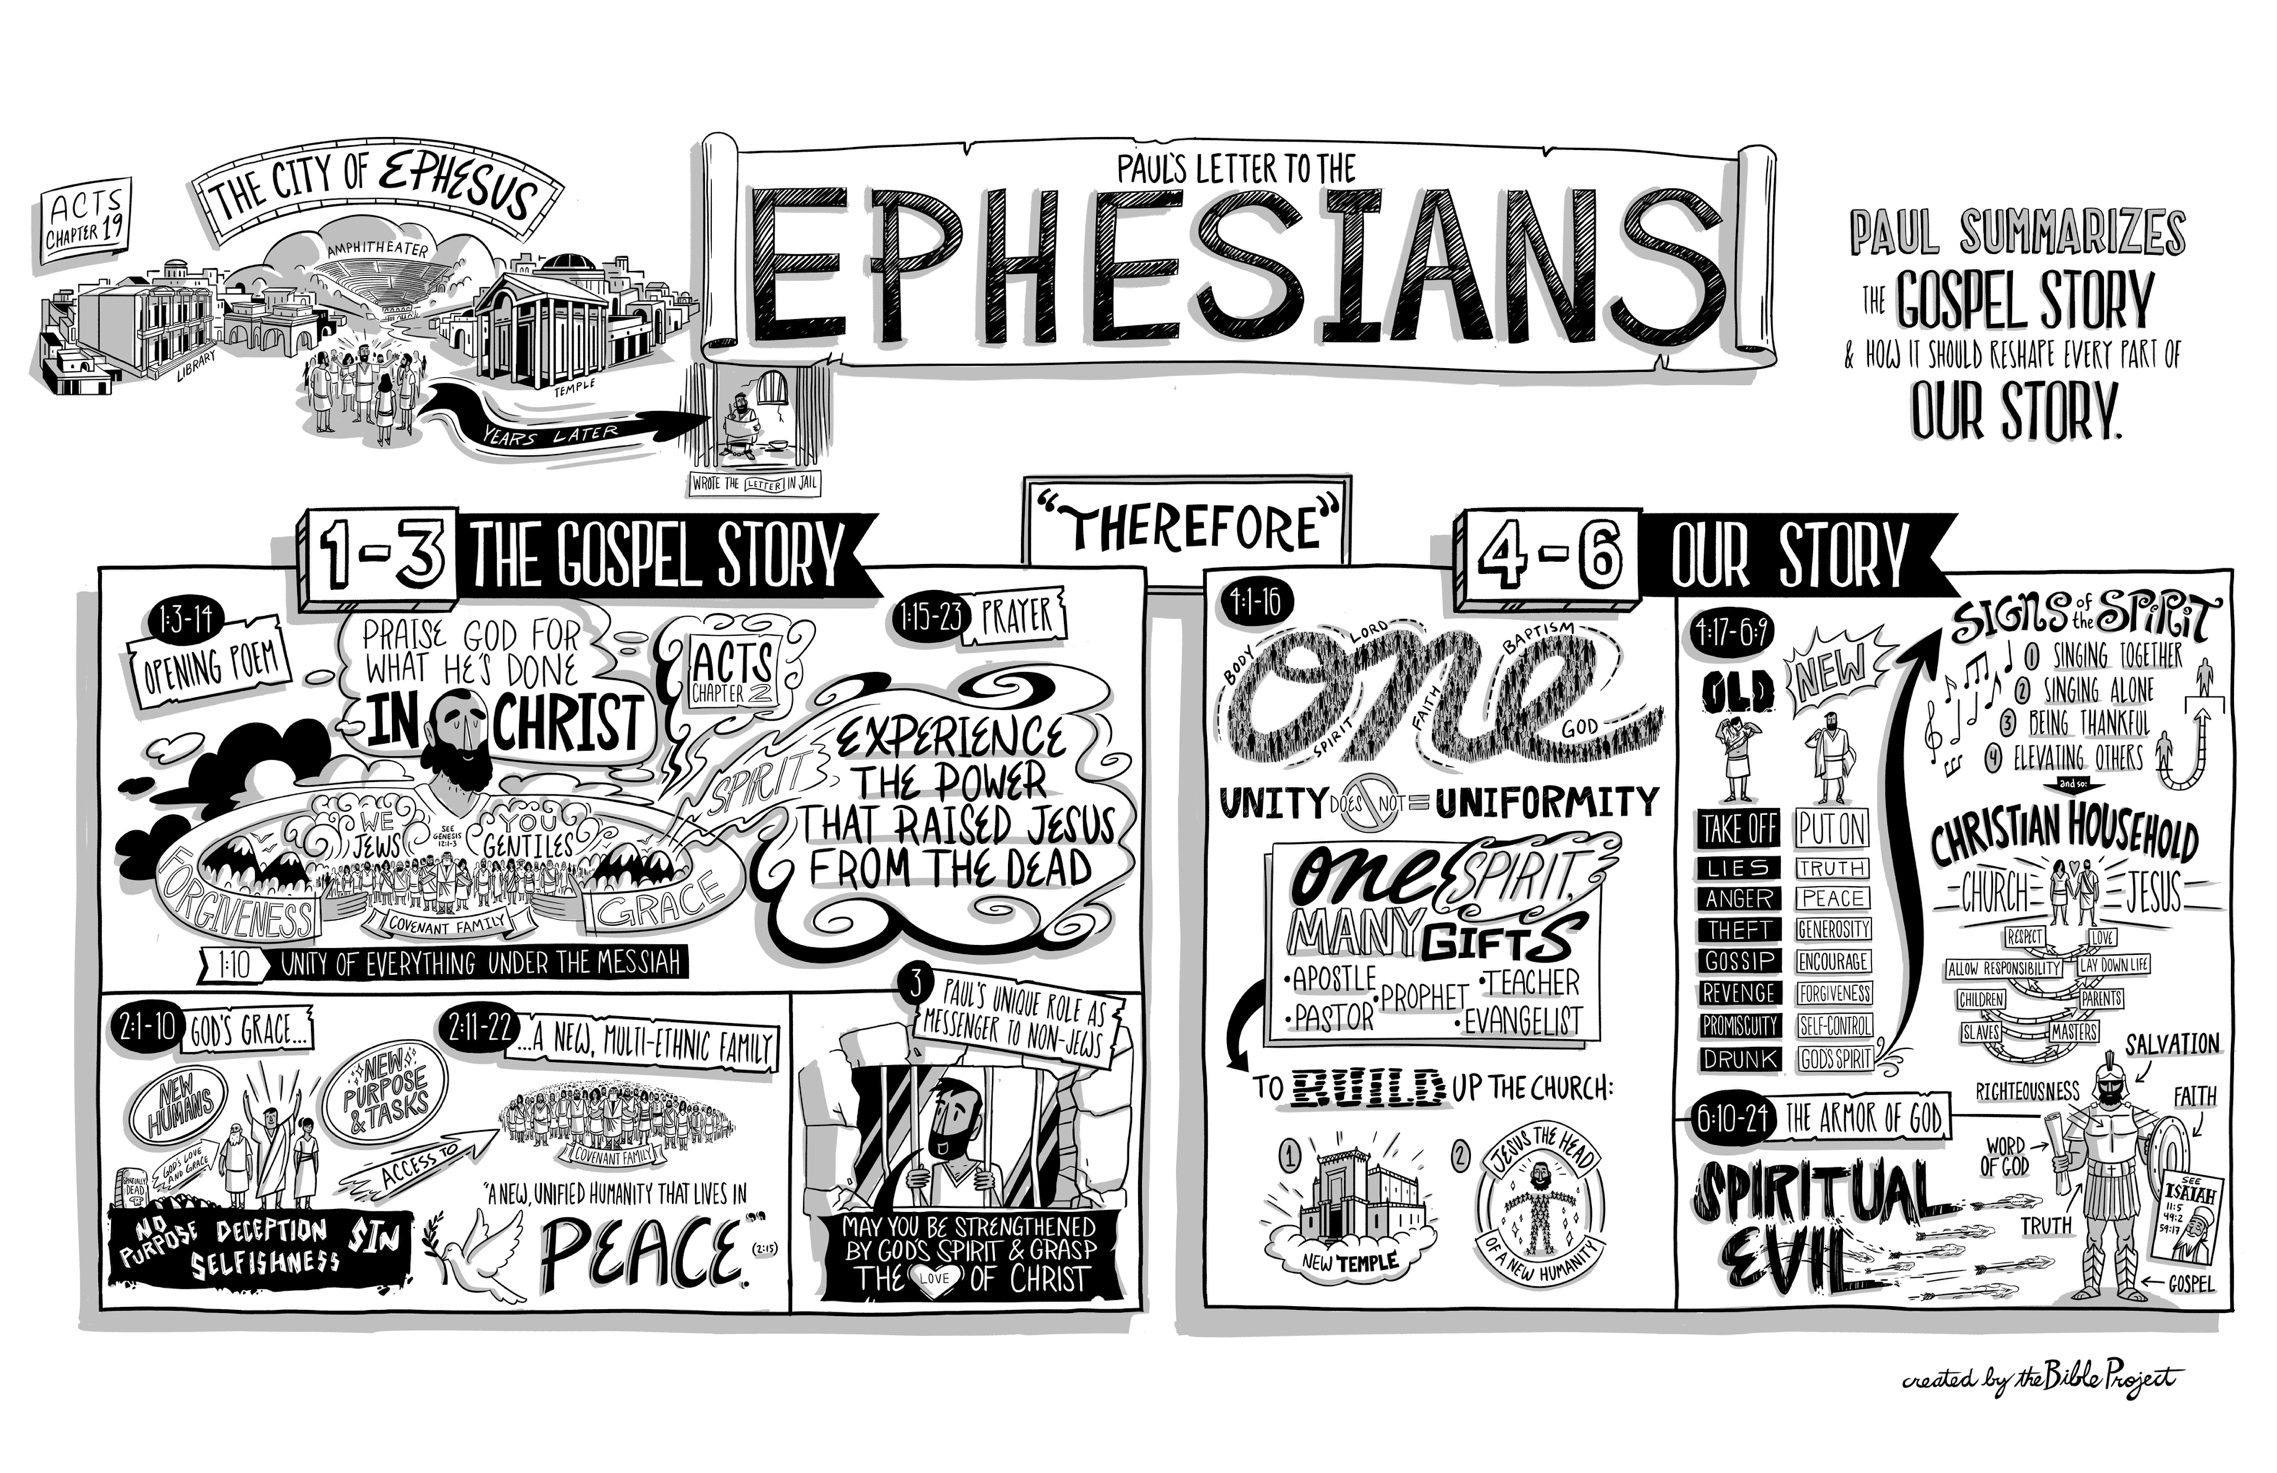 ACTS
CHAPTER 19
THE CITY OF EPHESUS
AMPHITHEATER
LIBRARY
TEMPLE
YEARS LATER
WROTE THE LETTER IN JAIL
PAUL'S LETTER TO THE
EPHESIANS
PAUL SUMMARIZES
THE GOSPEL STORY
& HOW IT SHOULD RESHAPE EVERY PART OF
OUR STORY.
1-3 THE GOSPEL STORY
1:3-14
OPENING POEM
PRAISE GOD FOR
WHAT HE'S DONE
IN CHRIST
ACTS
CHAPTER 2
SPIRIT
WE
JEWS
SEE
GENESIS
12:1-3
YOU
GENTILES
FORGIVENESS
COVENANT FAMILY
GRACE
1:10 UNITY OF EVERYTHING UNDER THE MESSIAH
1:15-23 PRAYER
EXPERIENCE
THE POWER
THAT RAISED JESUS
FROM THE DEAD
2:1-10 GOD'S GRACE...
NEW
HUMANS
NEW
PURPOSE
& TASKS
SPIRITUALLY
DEAD
GOD'S LOVE
AND GRACE
ACCESS TO
NO
PURPOSE
DECEPTION
SELFISHNESS
SIN
2:11-22 ...A NEW, MULTI-ETHNIC FAMILY
COVENANT FAMILY
"A NEW, UNIFIED HUMANITY THAT LIVES IN
PEACE."
(2:15)
3 PAUL'S UNIQUE ROLE AS
MESSENGER TO NON-JEWS
MAY YOU BE STRENGTHENED
BY GOD'S SPIRIT & GRASP
THE LOVE OF CHRIST
"THEREFORE"
4-6 OUR STORY
4:1-16
one
BODY
LORD
BAPTISM
SPIRIT
FAITH
GOD
UNITY DOES NOT = UNIFORMITY
one SPIRIT,
MANY GIFTS
•APOSTLE
•PROPHET
•TEACHER
•PASTOR
•EVANGELIST
TO BUILD UP THE CHURCH:
1
NEW TEMPLE
2
JESUS THE HEAD
OF A NEW HUMANITY
4:17-6:9
OLD
NEW
TAKE OFF PUT ON
LIES TRUTH
ANGER PEACE
THEFT GENEROSITY
GOSSIP ENCOURAGE
REVENGE FORGIVENESS
PROMISCUITY SELF-CONTROL
DRUNK GOD'S SPIRIT
SIGNS of the SPIRIT
1 SINGING TOGETHER
2 SINGING ALONE
3 BEING THANKFUL
4 ELEVATING OTHERS
and so:
CHRISTIAN HOUSEHOLD
CHURCH JESUS
RESPECT LOVE
ALLOW RESPONSIBILITY LAY DOWN LIFE
CHILDREN PARENTS
SLAVES MASTERS
6:10-24 THE ARMOR OF GOD
SPIRITUAL
EVIL
SALVATION
RIGHTEOUSNESS
FAITH
WORD
OF GOD
TRUTH
SEE
ISAIAH
11:5
49:2
59:17
GOSPEL
created by the Bible Project